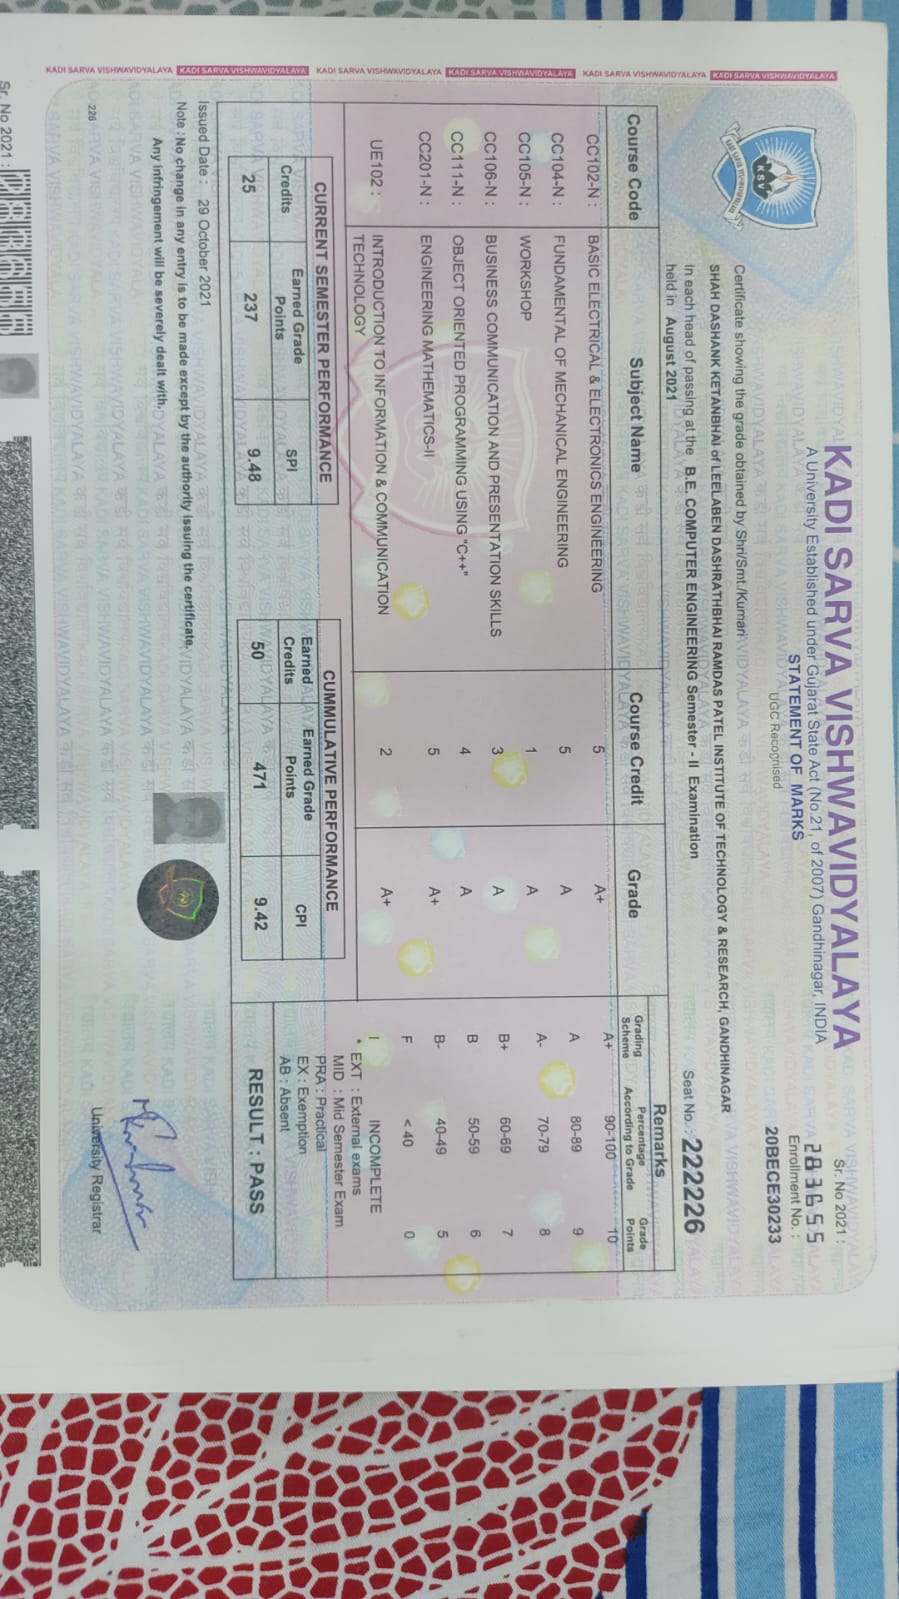 KADI SARVA VISHWAVIDYALAYA KADI SARVA VISHWAVIDYALAYA KADI SARVA VISHWAVIDYALAYA KADI SARVA VISHWAVIDYALAYA KADI SARVA VISHWAVIDYALAYA KADI SARVA VISHWAVIDYALAYA
KSV
KADI SARVA VISHWAVIDYALAYA
A University Established under Gujarat State Act (No.21, of 2007) Gandhinagar, INDIA
STATEMENT OF MARKS
UGC Recognised
Sr. No 2021 :
283655
Enrollment No. :
20BECE30233
Certificate showing the grade obtained by Shri/Smt./Kumari
SHAH DASHANK KETANBHAI of LEELABEN DASHRATHBHAI RAMDAS PATEL INSTITUTE OF TECHNOLOGY & RESEARCH, GANDHINAGAR
In each head of passing at the B.E. COMPUTER ENGINEERING Semester - II Examination
held in August 2021
Seat No. : 222226
Course Code Subject Name Course Credit Grade Remarks
Grading Scheme Percentage According to Grade Grade Points
CC102-N : BASIC ELECTRICAL & ELECTRONICS ENGINEERING 5 A+
CC104-N : FUNDAMENTAL OF MECHANICAL ENGINEERING 5 A
CC105-N : WORKSHOP 1 A
CC106-N : BUSINESS COMMUNICATION AND PRESENTATION SKILLS 3 A
CC111-N : OBJECT ORIENTED PROGRAMMING USING "C++" 4 A
CC201-N : ENGINEERING MATHEMATICS-II 5 A+
UE102 : INTRODUCTION TO INFORMATION & COMMUNICATION 2 A+
TECHNOLOGY
A+ 90-100 10
A 80-89 9
A- 70-79 8
B+ 60-69 7
B 50-59 6
B- 40-49 5
F <40 0
I INCOMPLETE
* EXT : External exams
MID : Mid Semester Exam
PRA : Practical
EX : Exemption
AB : Absent
CURRENT SEMESTER PERFORMANCE
Credits Earned Grade Points SPI
25 237 9.48
CUMMULATIVE PERFORMANCE
Earned Credits Earned Grade Points CPI
50 471 9.42
RESULT : PASS
Issued Date : 29 October 2021
Note : No change in any entry is to be made except by the authority issuing the certificate.
Any infringement will be severely dealt with.
University Registrar
226
Sr. No 2021 :